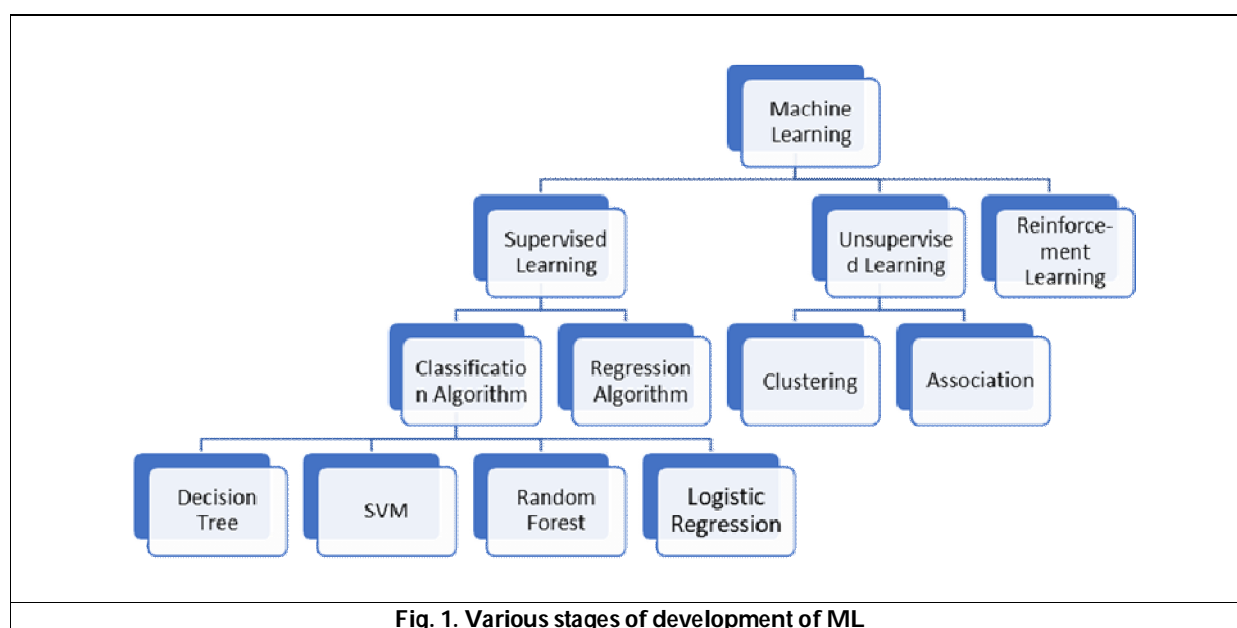 Machine
Learning
Supervised
Learning
Unsupervise
d Learning
Reinforce-
ment
Learning
Classificatio
n Algorithm
Regression
Algorithm
Clustering
Association
Decision
Tree
SVM
Random
Forest
Logistic
Regression
Fig. 1. Various stages of development of ML